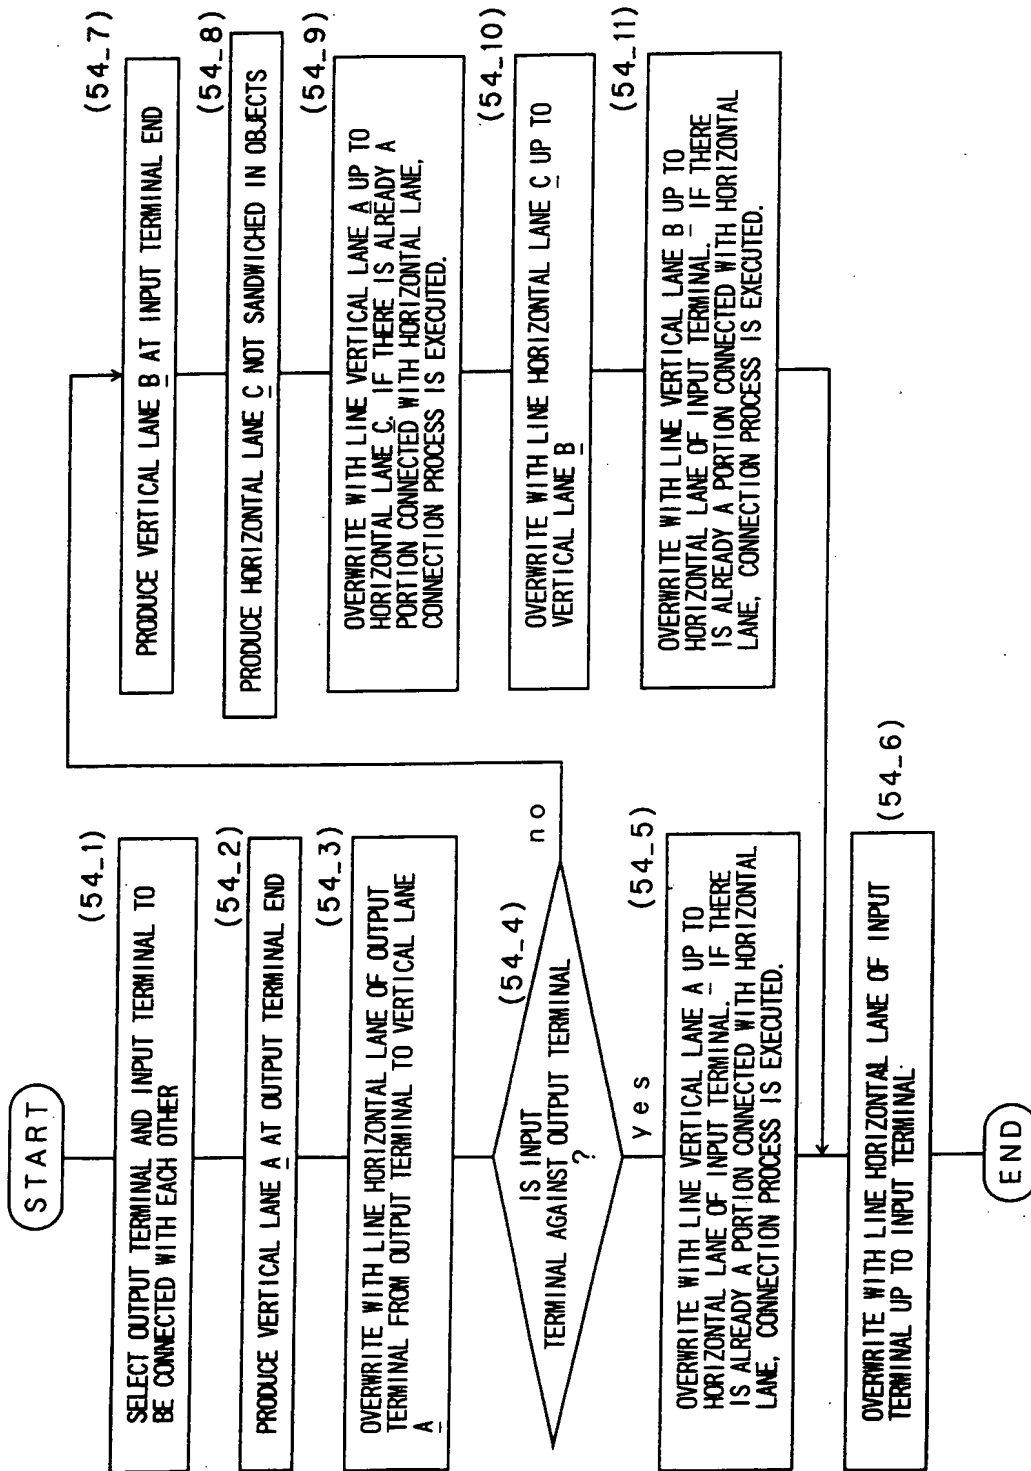 START
(54_1)
SELECT OUTPUT TERMINAL AND INPUT TERMINAL TO
BE CONNECTED WITH EACH OTHER
(54_2)
PRODUCE VERTICAL LANE A AT OUTPUT TERMINAL END
(54_3)
OVERWRITE WITH LINE HORIZONTAL LANE OF OUTPUT
TERMINAL FROM OUTPUT TERMINAL TO VERTICAL LANE
A
(54_4)
IS INPUT
TERMINAL AGAINST OUTPUT TERMINAL
?
no
yes
(54_5)
OVERWRITE WITH LINE VERTICAL LANE A UP TO
HORIZONTAL LANE OF INPUT TERMINAL. IF THERE
IS ALREADY A PORTION CONNECTED WITH HORIZONTAL
LANE, CONNECTION PROCESS IS EXECUTED.
(54_6)
OVERWRITE WITH LINE HORIZONTAL LANE OF INPUT
TERMINAL UP TO INPUT TERMINAL
END
(54_7)
PRODUCE VERTICAL LANE B AT INPUT TERMINAL END
(54_8)
PRODUCE HORIZONTAL LANE C NOT SANDWICHED IN OBJECTS
(54_9)
OVERWRITE WITH LINE VERTICAL LANE A UP TO
HORIZONTAL LANE C. IF THERE IS ALREADY A
PORTION CONNECTED WITH HORIZONTAL LANE,
CONNECTION PROCESS IS EXECUTED.
(54_10)
OVERWRITE WITH LINE HORIZONTAL LANE C UP TO
VERTICAL LANE B
(54_11)
OVERWRITE WITH LINE VERTICAL LANE B UP TO
HORIZONTAL LANE OF INPUT TERMINAL. IF THERE
IS ALREADY A PORTION CONNECTED WITH HORIZONTAL
LANE, CONNECTION PROCESS IS EXECUTED.